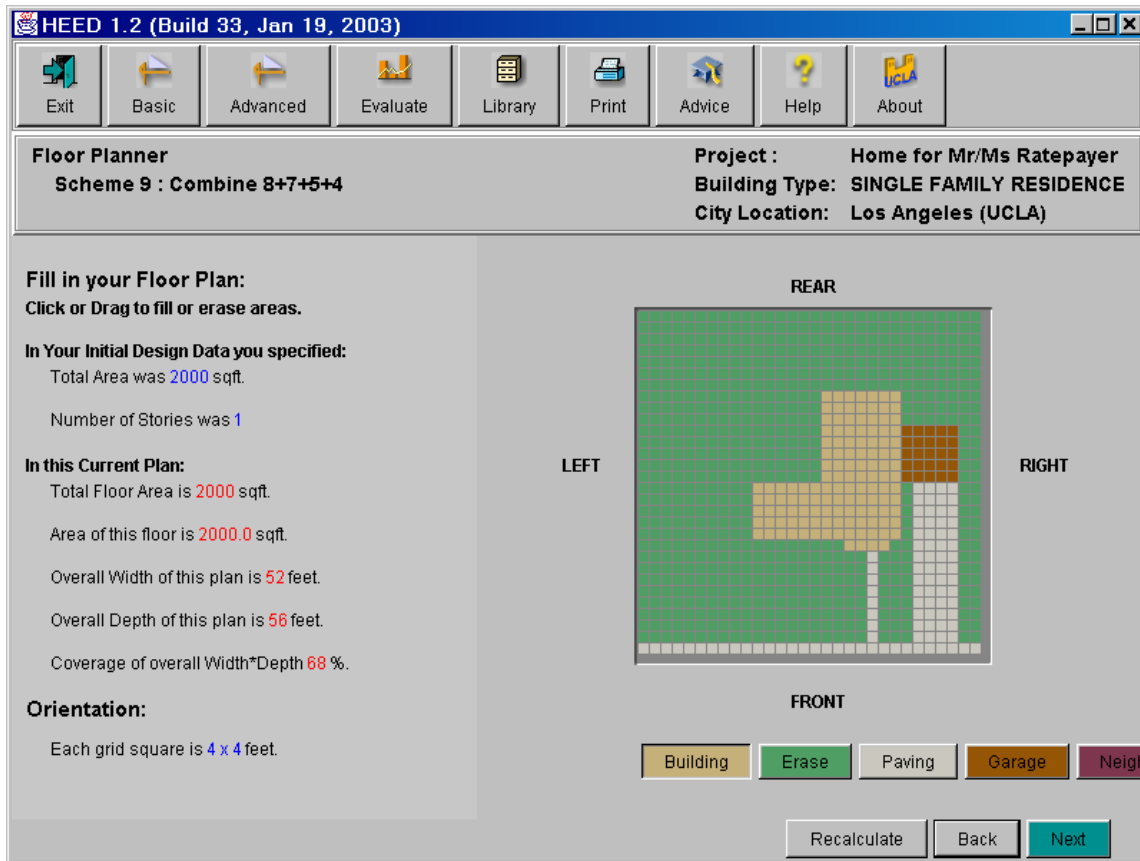 HEED 1.2 (Build 33, Jan 19, 2003)
Exit Basic Advanced Evaluate Library Print Advice Help About
UCLA
Floor Planner
Scheme 9 : Combine 8+7+5+4
Project : Home for Mr/Ms Ratepayer
Building Type: SINGLE FAMILY RESIDENCE
City Location: Los Angeles (UCLA)
Fill in your Floor Plan:
Click or Drag to fill or erase areas.
In Your Initial Design Data you specified:
Total Area was 2000 sqft.
Number of Stories was 1
In this Current Plan:
Total Floor Area is 2000 sqft.
Area of this floor is 2000.0 sqft.
Overall Width of this plan is 52 feet.
Overall Depth of this plan is 56 feet.
Coverage of overall Width*Depth 68 %.
Orientation:
Each grid square is 4 x 4 feet.
REAR
LEFT
RIGHT
FRONT
Building Erase Paving Garage Neigh
Recalculate Back Next